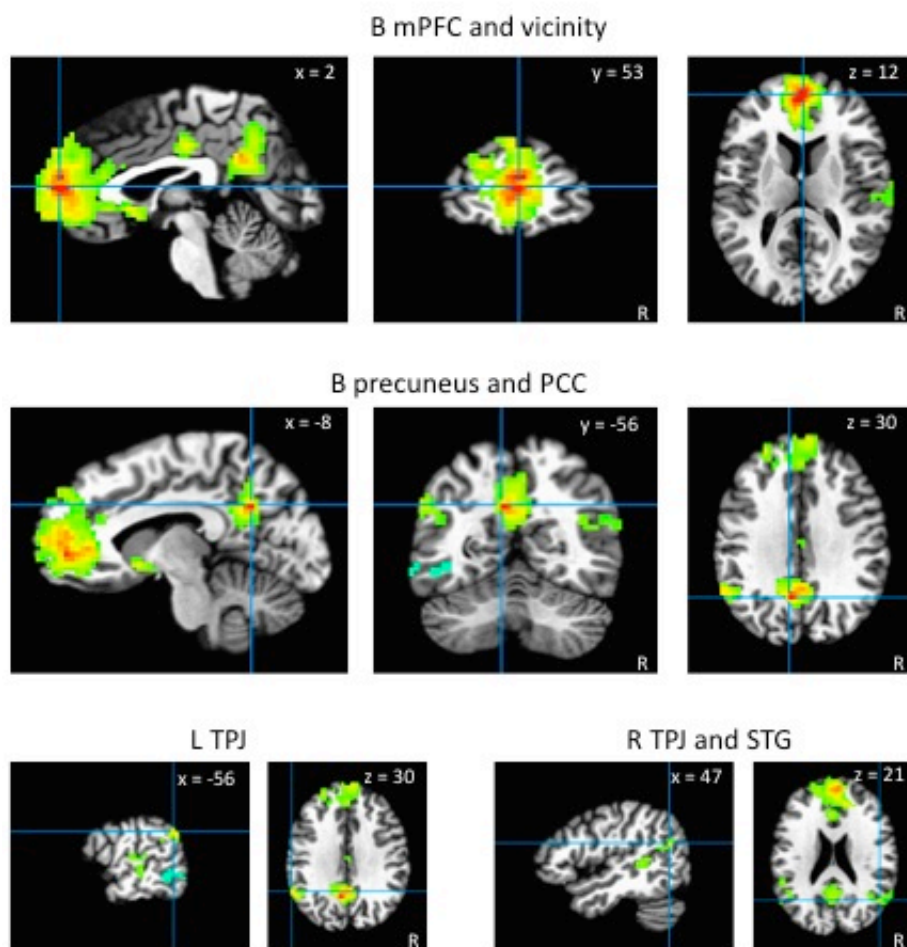 B mPFC and vicinity
x = 2
y = 53
z = 12
R
R
B precuneus and PCC
x = -8
y = -56
z = 30
R
R
L TPJ
R TPJ and STG
x = -56
z = 30
x = 47
z = 21
R
R